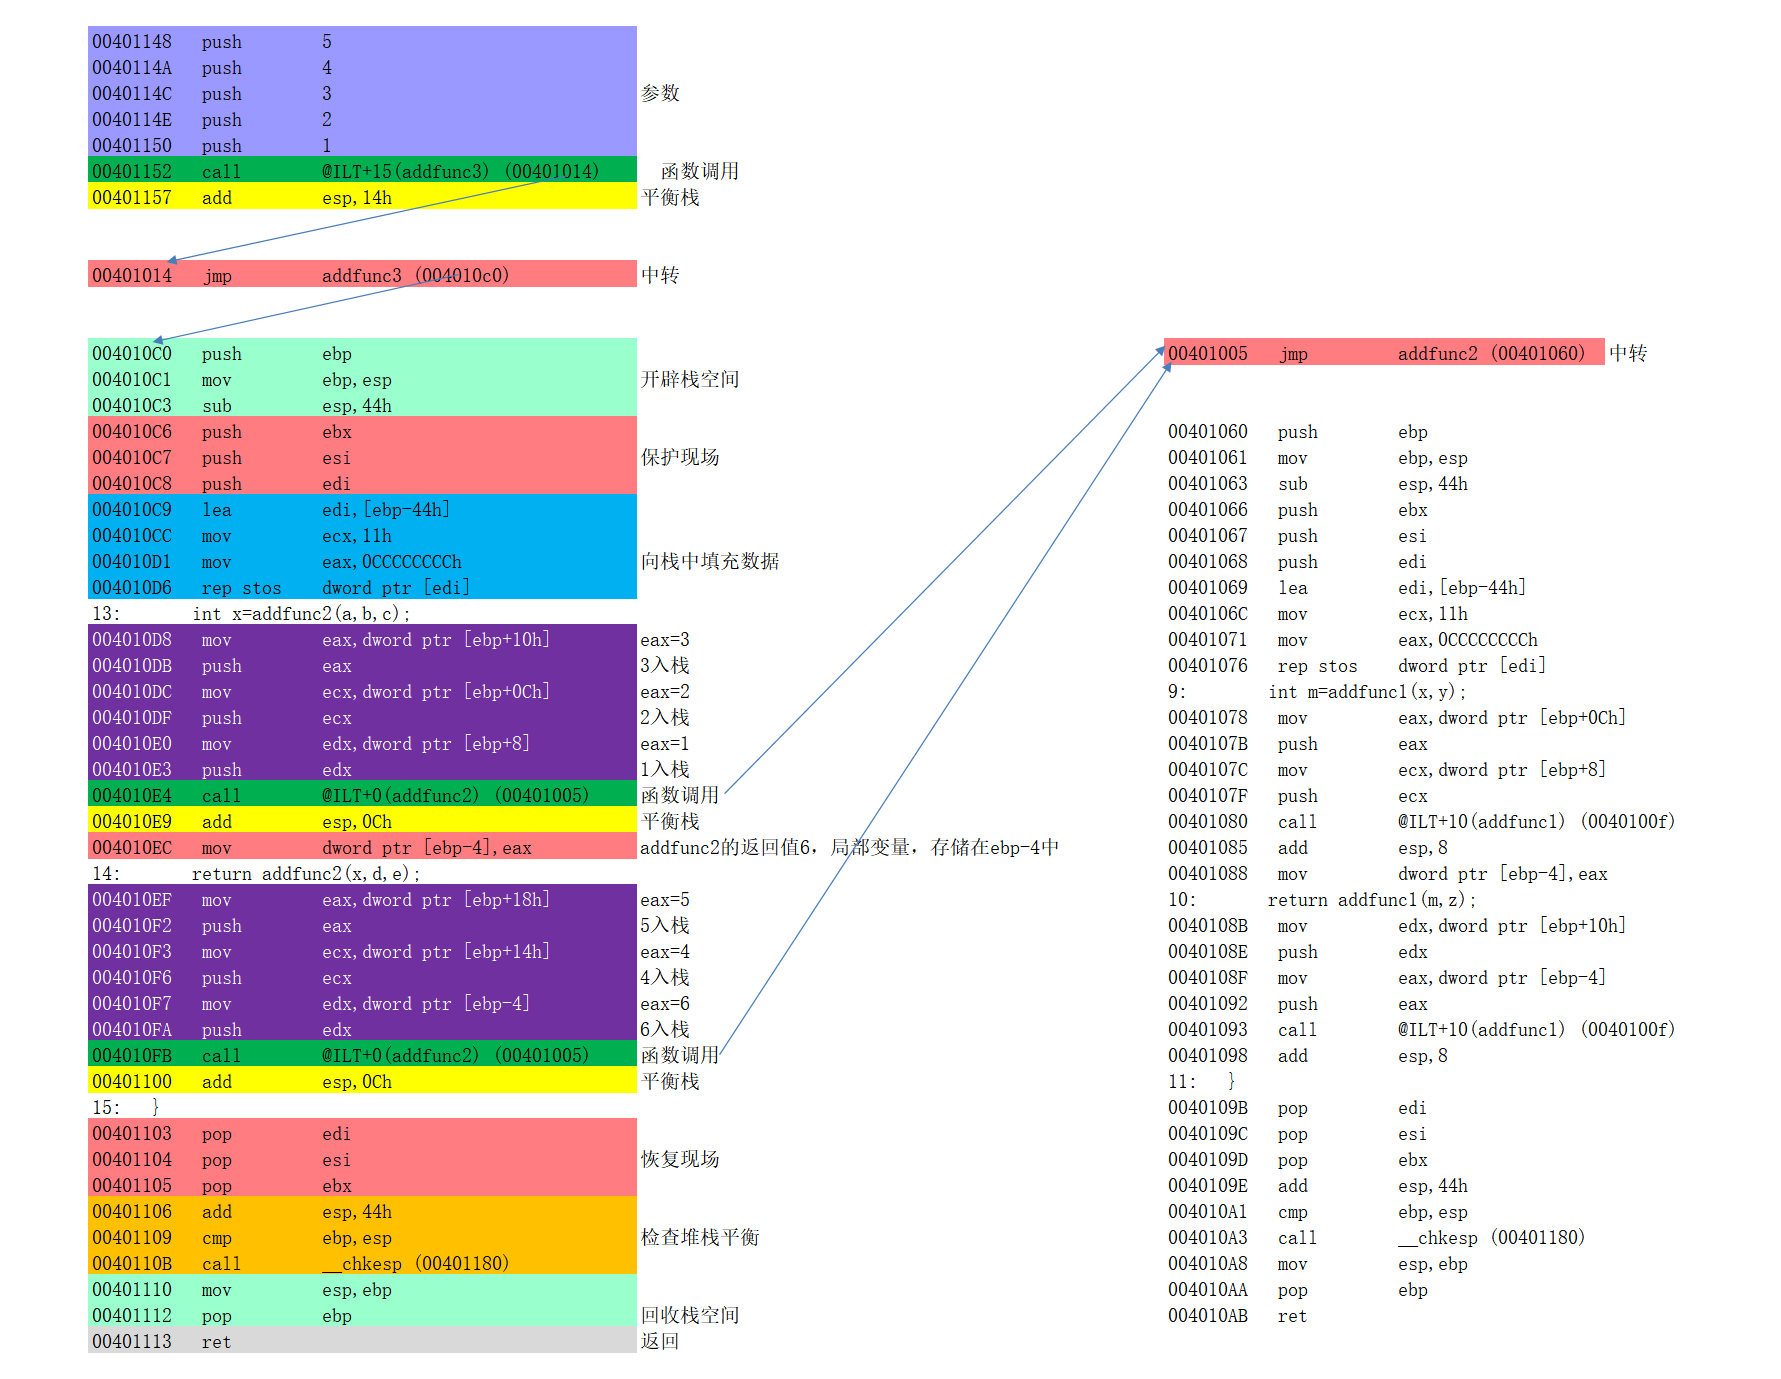 00401148 push 5
0040114A push 4
0040114C push 3 参数
0040114E push 2
00401150 push 1
00401152 call @ILT+15(addfunc3) (00401014) 函数调用
00401157 add esp,14h 平衡栈
00401014 jmp addfunc3 (004010c0) 中转
004010C0 push ebp
004010C1 mov ebp,esp 开辟栈空间
004010C3 sub esp,44h
004010C6 push ebx
004010C7 push esi 保护现场
004010C8 push edi
004010C9 lea edi,[ebp-44h]
004010CC mov ecx,11h
004010D1 mov eax,0CCCCCCCCh 向栈中填充数据
004010D6 rep stos dword ptr [edi]
13: int x=addfunc2(a,b,c);
004010D8 mov eax,dword ptr [ebp+10h] eax=3
004010DB push eax 3入栈
004010DC mov ecx,dword ptr [ebp+0Ch] eax=2
004010DF push ecx 2入栈
004010E0 mov edx,dword ptr [ebp+8] eax=1
004010E3 push edx 1入栈
004010E4 call @ILT+0(addfunc2) (00401005) 函数调用
004010E9 add esp,0Ch 平衡栈
004010EC mov dword ptr [ebp-4],eax addfunc2的返回值6，局部变量，存储在ebp-4中
14: return addfunc2(x,d,e);
004010EF mov eax,dword ptr [ebp+18h] eax=5
004010F2 push eax 5入栈
004010F3 mov ecx,dword ptr [ebp+14h] eax=4
004010F6 push ecx 4入栈
004010F7 mov edx,dword ptr [ebp-4] eax=6
004010FA push edx 6入栈
004010FB call @ILT+0(addfunc2) (00401005) 函数调用
00401100 add esp,0Ch 平衡栈
15: }
00401103 pop edi
00401104 pop esi 恢复现场
00401105 pop ebx
00401106 add esp,44h
00401109 cmp ebp,esp 检查堆栈平衡
0040110B call __chkesp (00401180)
00401110 mov esp,ebp
00401112 pop ebp 回收栈空间
00401113 ret 返回
00401005 jmp addfunc2 (00401060) 中转
00401060 push ebp
00401061 mov ebp,esp
00401063 sub esp,44h
00401066 push ebx
00401067 push esi
00401068 push edi
00401069 lea edi,[ebp-44h]
0040106C mov ecx,11h
00401071 mov eax,0CCCCCCCCh
00401076 rep stos dword ptr [edi]
9: int m=addfunc1(x,y);
00401078 mov eax,dword ptr [ebp+0Ch]
0040107B push eax
0040107C mov ecx,dword ptr [ebp+8]
0040107F push ecx
00401080 call @ILT+10(addfunc1) (0040100f)
00401085 add esp,8
00401088 mov dword ptr [ebp-4],eax
10: return addfunc1(m,z);
0040108B mov edx,dword ptr [ebp+10h]
0040108E push edx
0040108F mov eax,dword ptr [ebp-4]
00401092 push eax
00401093 call @ILT+10(addfunc1) (0040100f)
00401098 add esp,8
11: }
0040109B pop edi
0040109C pop esi
0040109D pop ebx
0040109E add esp,44h
004010A1 cmp ebp,esp
004010A3 call __chkesp (00401180)
004010A8 mov esp,ebp
004010AA pop ebp
004010AB ret